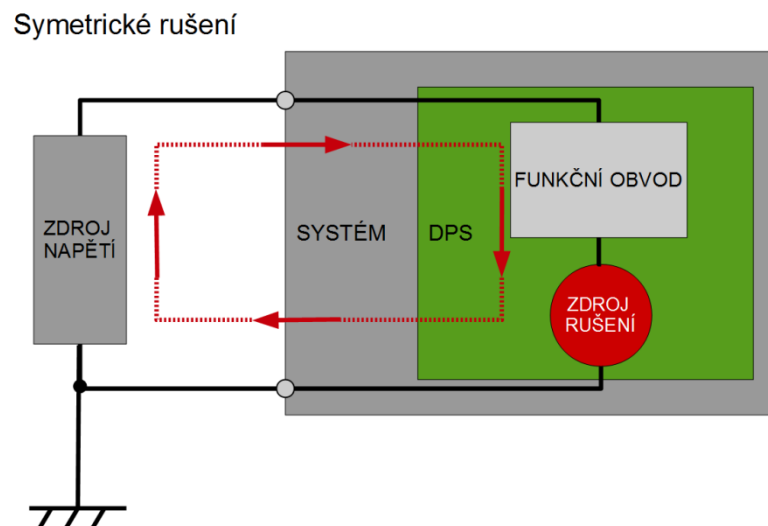 Symetrické rušení
ZDROJ
NAPĚTÍ
SYSTÉM
DPS
FUNKČNÍ OBVOD
ZDROJ
RUŠENÍ